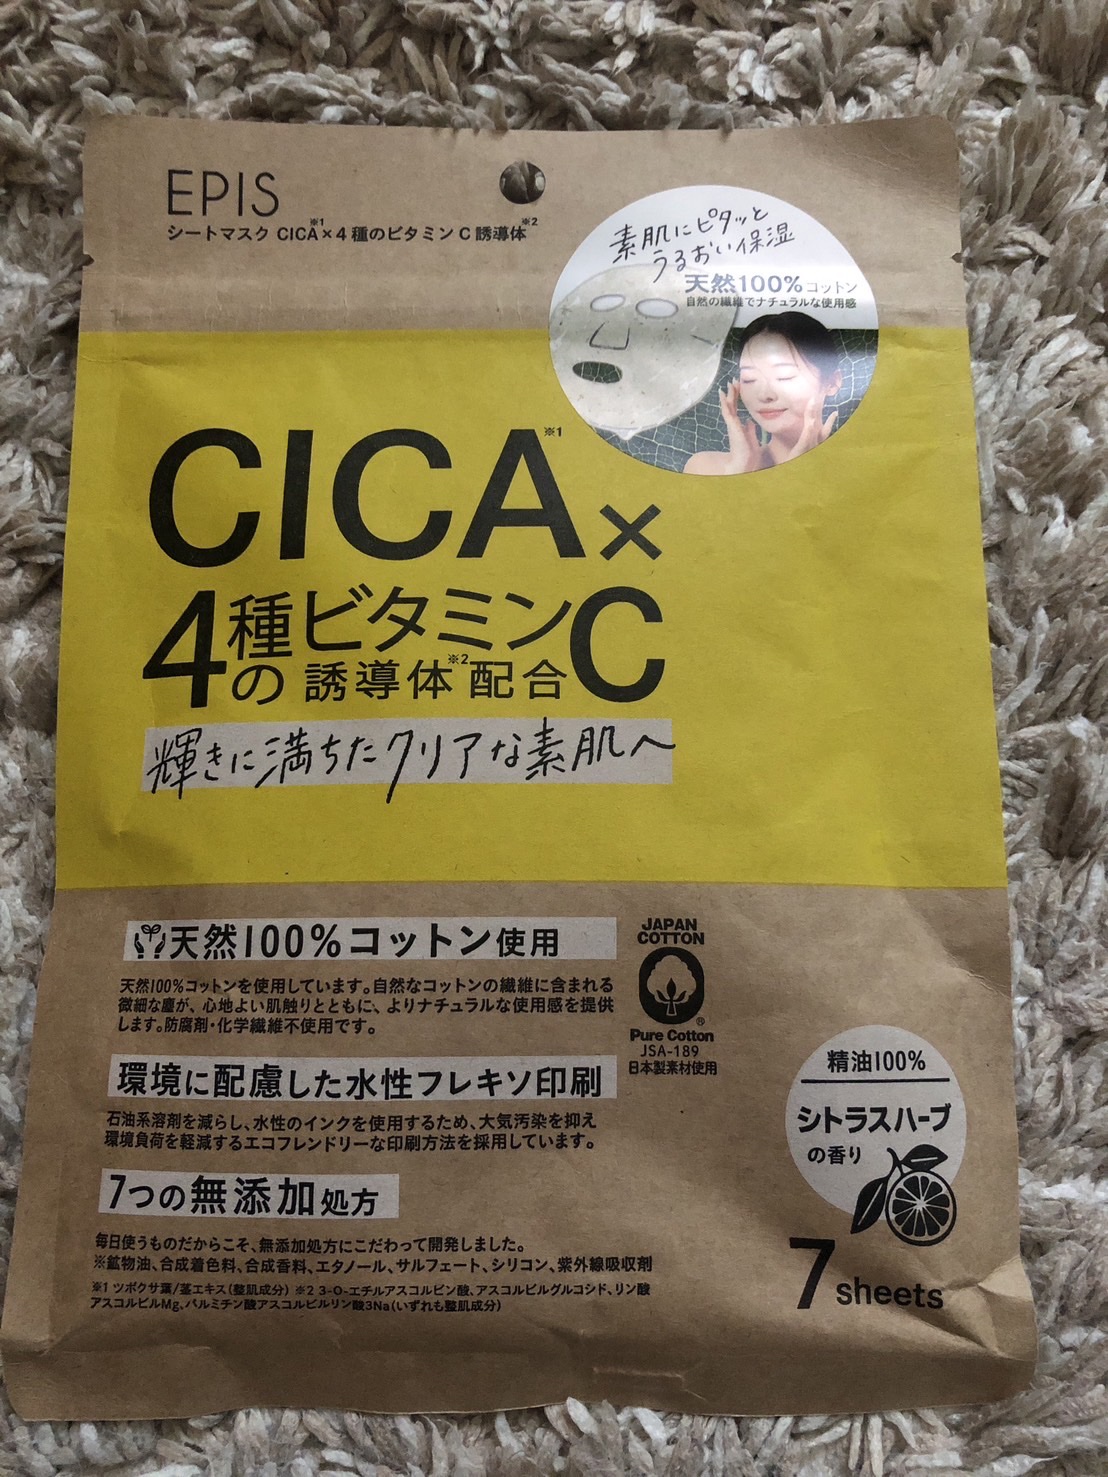 EPIS
シートマスク CICA※1×4種のビタミンC誘導体※2
素肌にピタッと
うるおい保湿
天然100%コットン
自然の繊維でナチュラルな使用感
CICA※1×
4種のビタミンC
誘導体※2配合
輝きに満ちたクリアな素肌へ
天然100%コットン使用
天然100%コットンを使用しています。自然なコットンの繊維に含まれる
微細な塵が、心地よい肌触りとともに、よりナチュラルな使用感を提供
します。防腐剤・化学繊維不使用です。
JAPAN
COTTON
®
Pure Cotton
JSA-189
日本製素材使用
環境に配慮した水性フレキソ印刷
石油系溶剤を減らし、水性のインクを使用するため、大気汚染を抑え
環境負荷を軽減するエコフレンドリーな印刷方法を採用しています。
7つの無添加処方
毎日使うものだからこそ、無添加処方にこだわって開発しました。
※鉱物油、合成着色料、合成香料、エタノール、サルフェート、シリコン、紫外線吸収剤
※1 ツボクサ葉/茎エキス(整肌成分) ※2 3-O-エチルアスコルビン酸、アスコルビルグルコシド、リン酸
アスコルビルMg、パルミチン酸アスコルビルリン酸3Na(いずれも整肌成分)
精油100%
シトラスハーブ
の香り
7 sheets